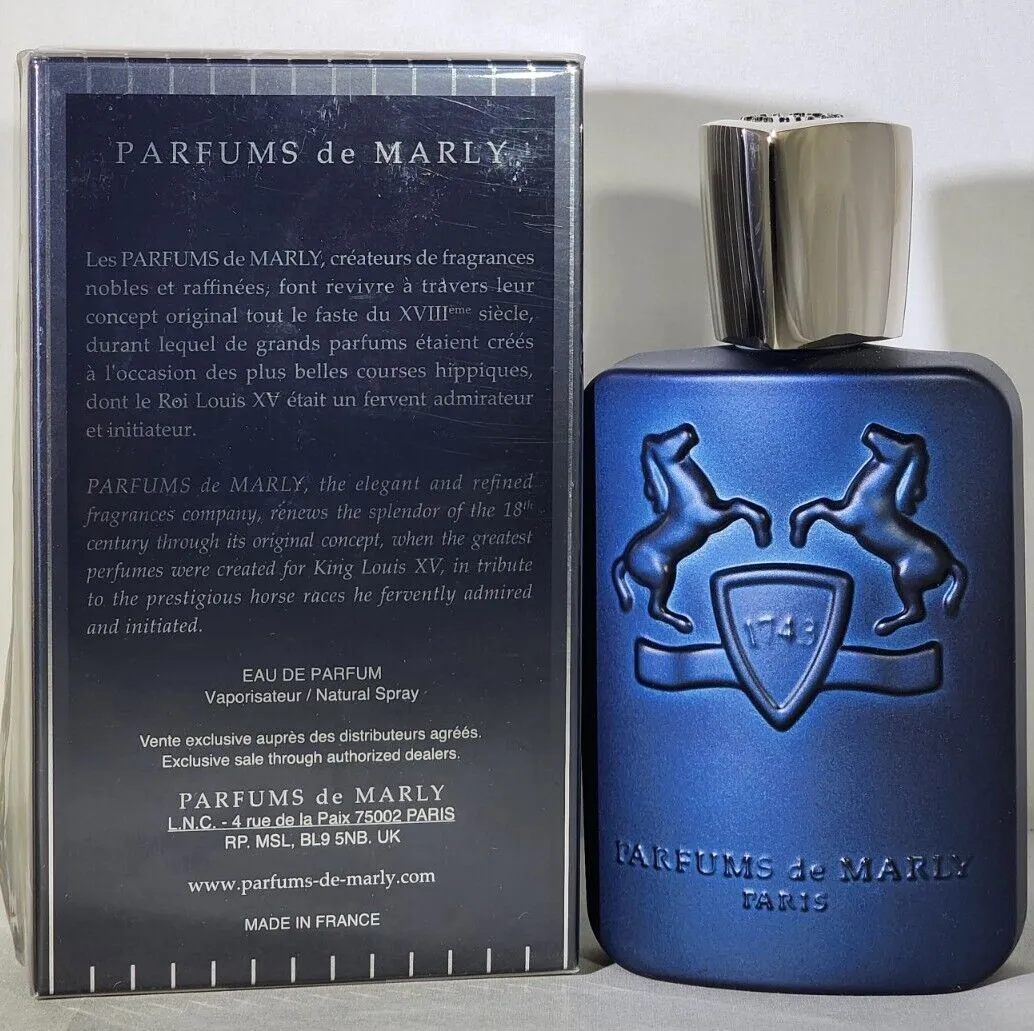 PARFUMS de MARLY
Les PARFUMS de MARLY, créateurs de fragrances
nobles et raffinées, font revivre à travers leur
concept original tout le faste du XVIIIème siècle,
durant lequel de grands parfums étaient créés
à l'occasion des plus belles courses hippiques,
dont le Roi Louis XV était un fervent admirateur
et initiateur.
PARFUMS de MARLY, the elegant and refined
fragrances company, renews the splendor of the 18th
century through its original concept, when the greatest
perfumes were created for King Louis XV, in tribute
to the prestigious horse races he fervently admired
and initiated.
EAU DE PARFUM
Vaporisateur / Natural Spray
Vente exclusive auprès des distributeurs agréés.
Exclusive sale through authorized dealers.
PARFUMS de MARLY
L.N.C. - 4 rue de la Paix 75002 PARIS
RP. MSL, BL9 5NB. UK
www.parfums-de-marly.com
MADE IN FRANCE
1743
PARFUMS de MARLY
PARIS